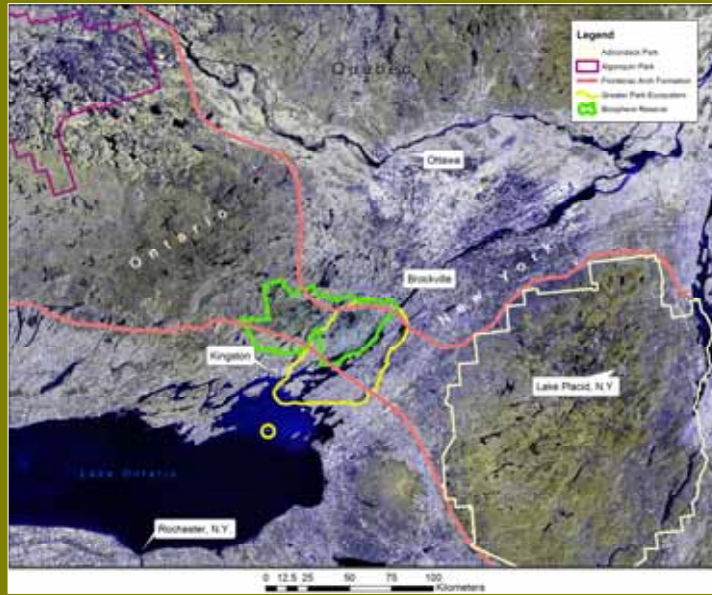 Legend
Adirondack Park
Algonquin Park
Frontenac Arch Formation
Greater Park Ecosystem
Biosphere Reserve
Quebec
Ottawa
Ontario
Brockville
New York
Kingston
Lake Placid, N.Y.
Lake Ontario
Rochester, N.Y.
0 12.5 25 50 75 100
Kilometers